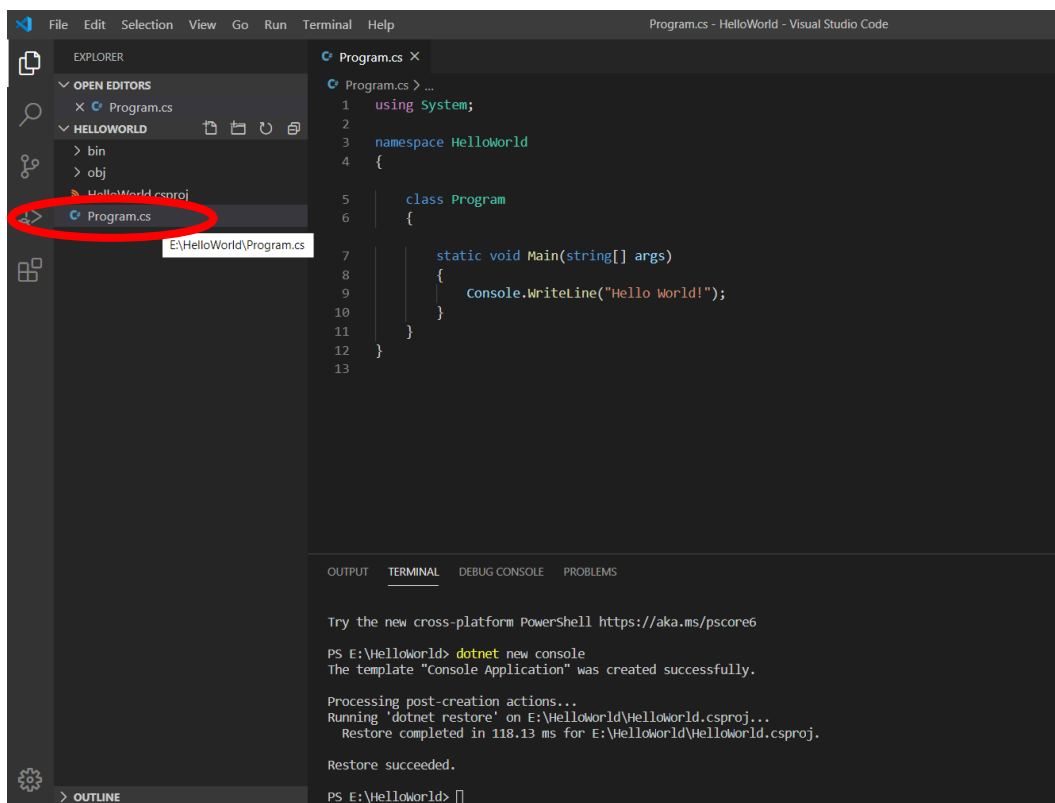 File Edit Selection View Go Run Terminal Help Program.cs - HelloWorld - Visual Studio Code
EXPLORER
OPEN EDITORS
Program.cs
HELLOWORLD
bin
obj
HelloWorld.csproj
Program.cs
E:\HelloWorld\Program.cs
OUTLINE
Program.cs
Program.cs > ...
1 using System;
2
3 namespace HelloWorld
4 {
5 class Program
6 {
7 static void Main(string[] args)
8 {
9 Console.WriteLine("Hello World!");
10 }
11 }
12 }
13
OUTPUT TERMINAL DEBUG CONSOLE PROBLEMS
Try the new cross-platform PowerShell https://aka.ms/pscore6
PS E:\HelloWorld> dotnet new console
The template "Console Application" was created successfully.
Processing post-creation actions...
Running 'dotnet restore' on E:\HelloWorld\HelloWorld.csproj...
Restore completed in 118.13 ms for E:\HelloWorld\HelloWorld.csproj.
Restore succeeded.
PS E:\HelloWorld>